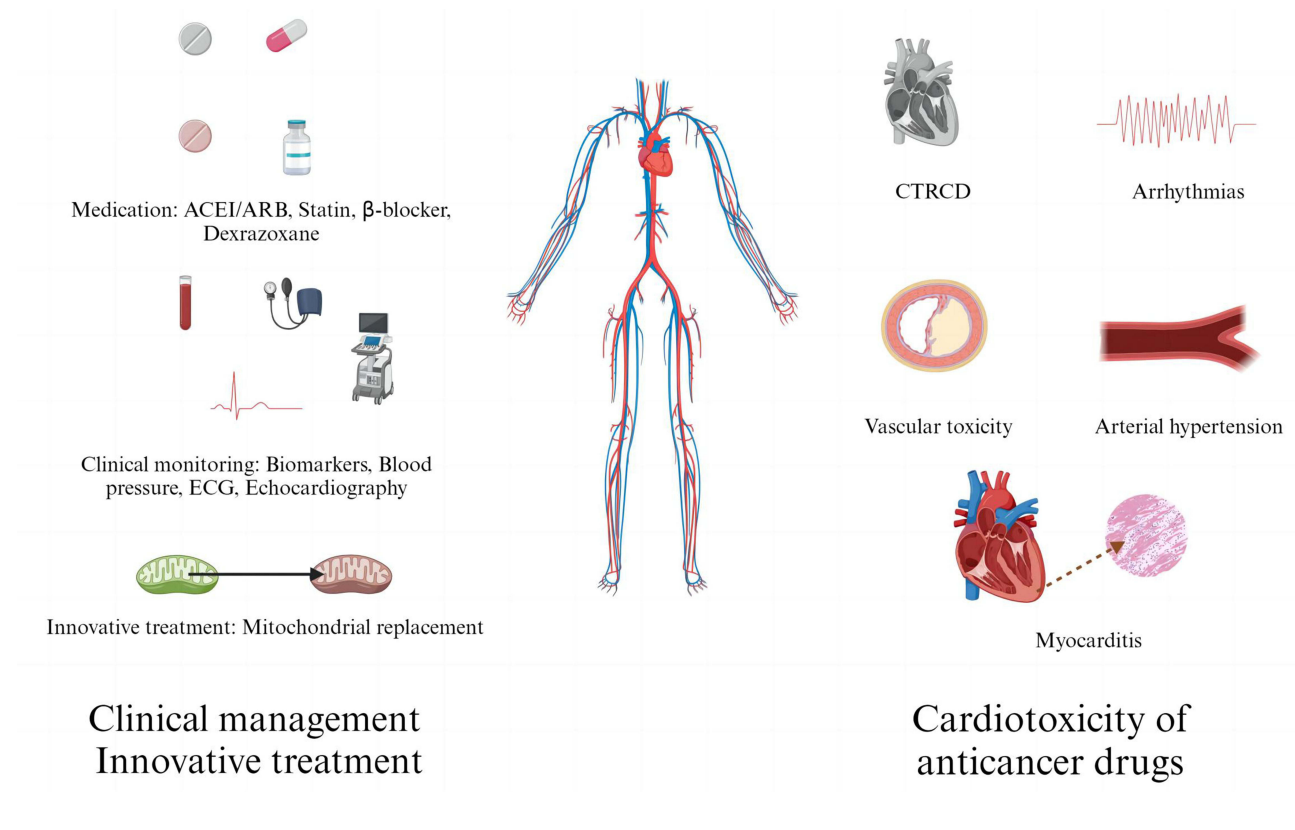 Medication: ACEI/ARB, Statin, β-blocker,
Dexrazoxane
Clinical monitoring: Biomarkers, Blood
pressure, ECG, Echocardiography
Innovative treatment: Mitochondrial replacement
Clinical management
Innovative treatment
CTRCD
Arrhythmias
Vascular toxicity
Arterial hypertension
Myocarditis
Cardiotoxicity of
anticancer drugs